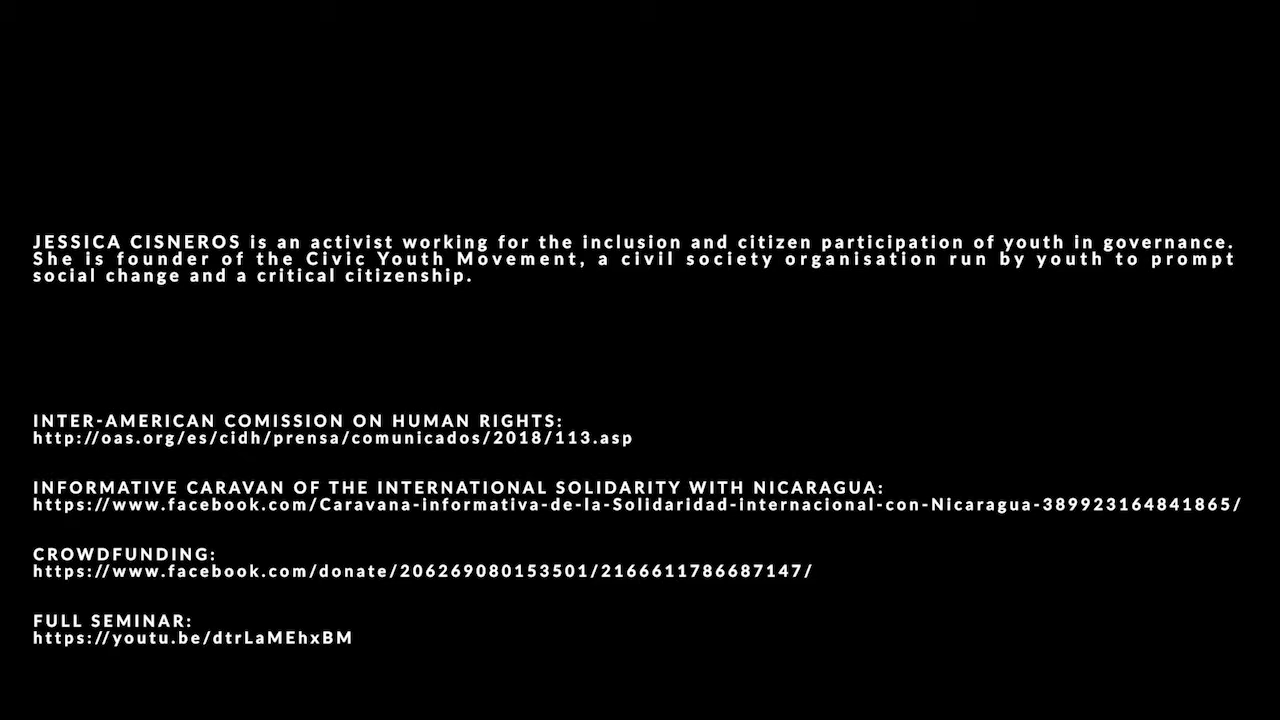 JESSICA CISNEROS is an activist working for the inclusion and citizen participation of youth in governance.
She is founder of the Civic Youth Movement, a civil society organisation run by youth to prompt
social change and a critical citizenship.
INTER-AMERICAN COMISSION ON HUMAN RIGHTS:
http://oas.org/es/cidh/prensa/comunicados/2018/113.asp
INFORMATIVE CARAVAN OF THE INTERNATIONAL SOLIDARITY WITH NICARAGUA:
https://www.facebook.com/Caravana-informativa-de-la-Solidaridad-internacional-con-Nicaragua-389923164841865/
CROWDFUNDING:
https://www.facebook.com/donate/206269080153501/2166611786687147/
FULL SEMINAR:
https://youtu.be/dtrLaMEhxBM